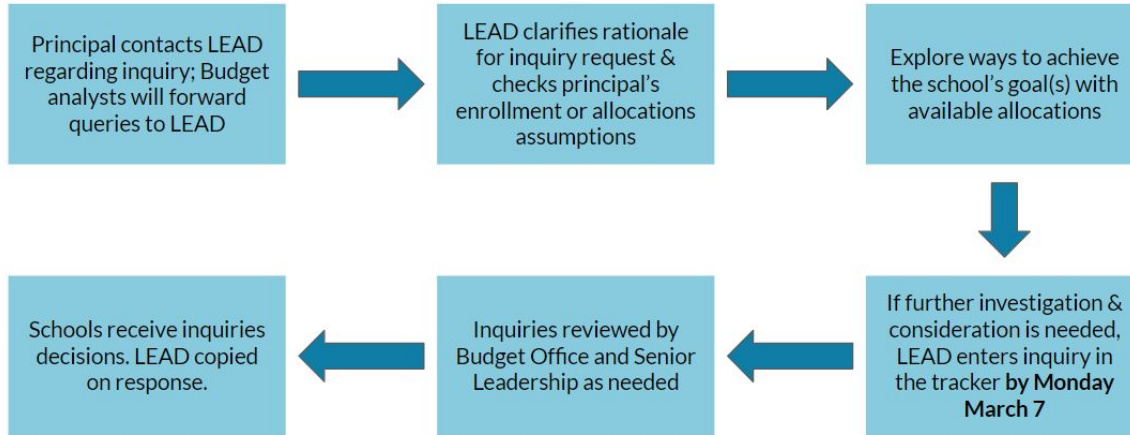 Principal contacts LEAD
regarding inquiry; Budget
analysts will forward
queries to LEAD
LEAD clarifies rationale
for inquiry request &
checks principal’s
enrollment or allocations
assumptions
Explore ways to achieve
the school’s goal(s) with
available allocations
If further investigation &
consideration is needed,
LEAD enters inquiry in
the tracker by Monday
March 7
Inquiries reviewed by
Budget Office and Senior
Leadership as needed
Schools receive inquiries
decisions. LEAD copied
on response.